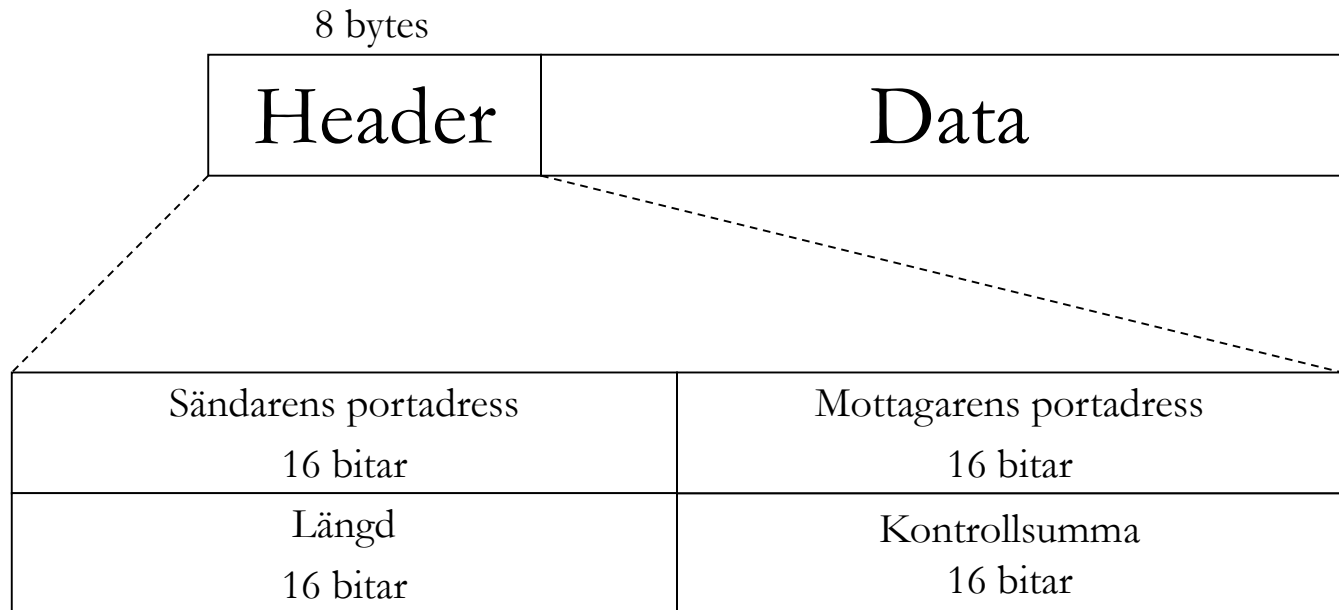 8 bytes
Header
Data
Sändarens portadress
16 bitar
Mottagarens portadress
16 bitar
Längd
16 bitar
Kontrollsumma
16 bitar